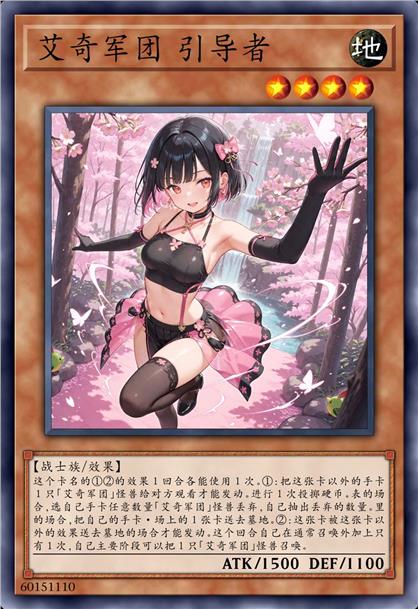 艾奇军团 引导者
地
【战士族/效果】
这个卡名的①②的效果1回合各能使用1次。①:把这张卡以外的手卡
1只「艾奇军团」怪兽给对方观看才能发动。进行1次投掷硬币。表的场
合,选自己手卡任意数量「艾奇军团」怪兽丢弃,自己抽出丢弃的数量。里
的场合,把自己的手卡·场上的1张卡送去墓地。②:这张卡被这张卡以
外的效果送去墓地的场合才能发动。这个回合自己在通常召唤外加上只
有1次,自己主要阶段可以把1只「艾奇军团」怪兽召唤。
ATK/1500 DEF/1100
60151110